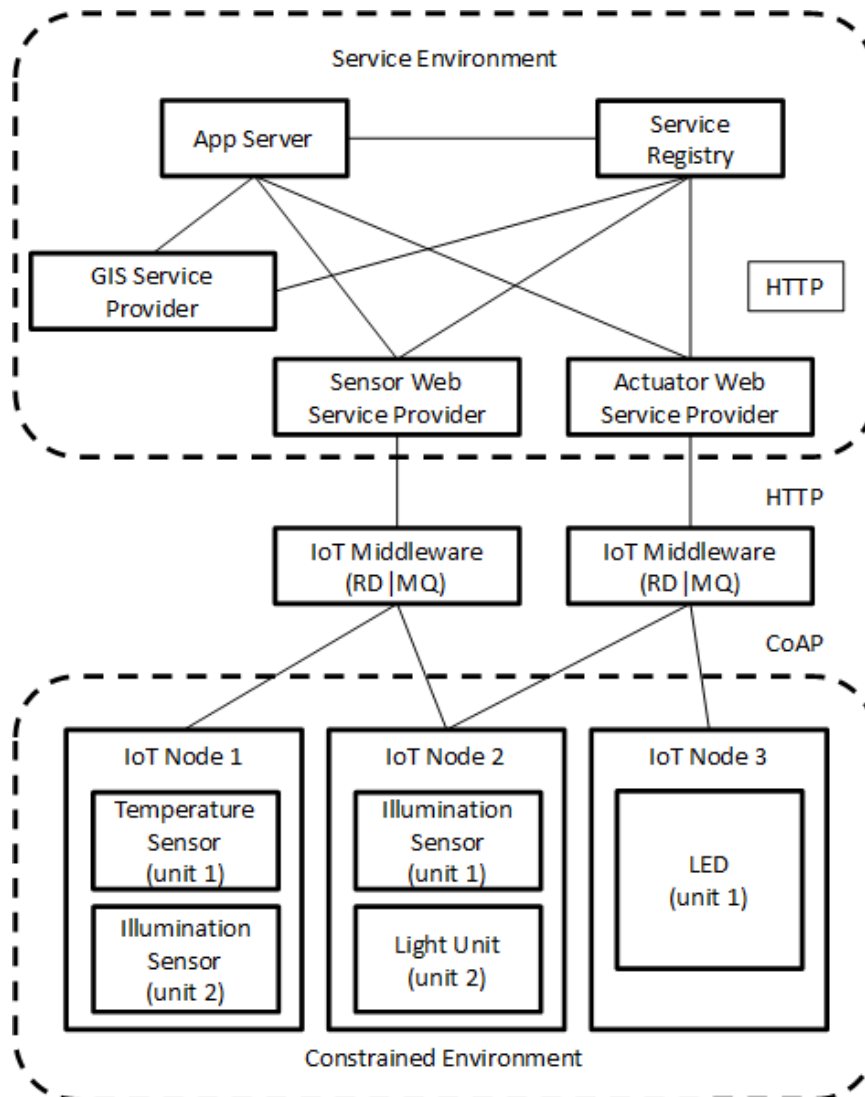 Service Environment
App Server
Service
Registry
GIS Service
Provider
HTTP
Sensor Web
Service Provider
Actuator Web
Service Provider
HTTP
IoT Middleware
(RD|MQ)
IoT Middleware
(RD|MQ)
CoAP
IoT Node 1
Temperature
Sensor
(unit 1)
Illumination
Sensor
(unit 2)
IoT Node 2
Illumination
Sensor
(unit 1)
Light Unit
(unit 2)
IoT Node 3
LED
(unit 1)
Constrained Environment